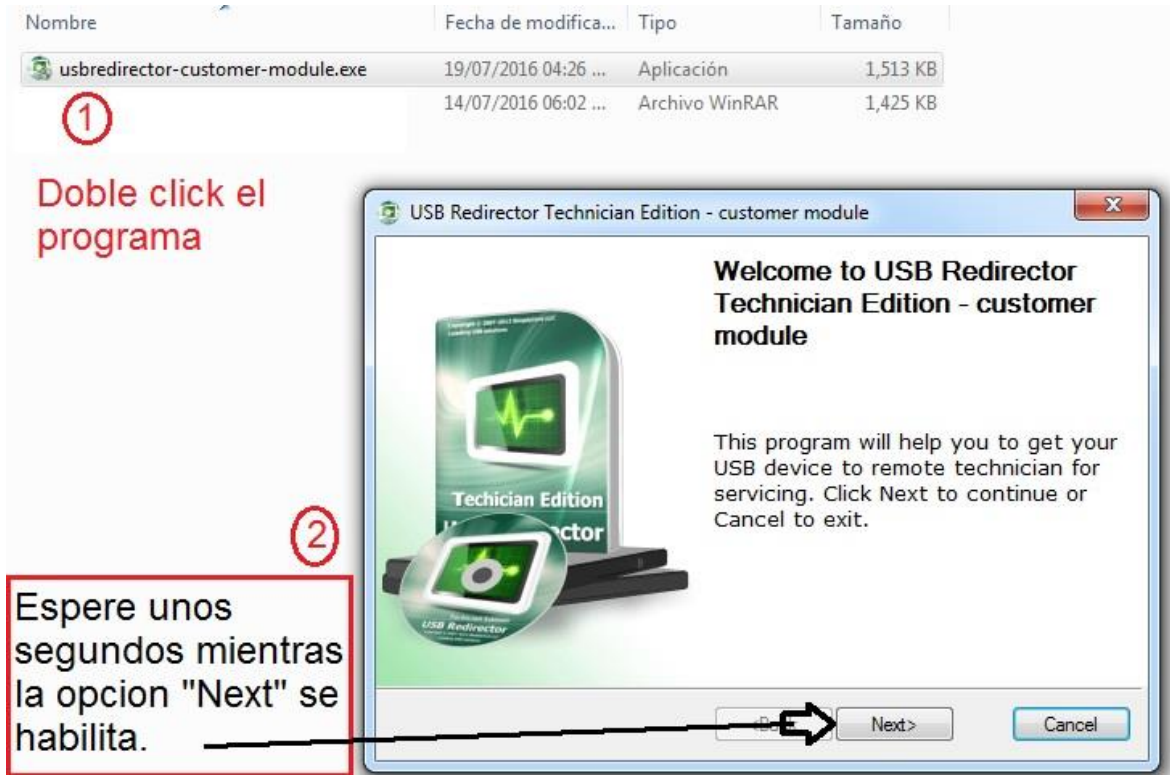 Nombre Fecha de modifica... Tipo Tamaño
usbredirector-customer-module.exe 19/07/2016 04:26 ... Aplicación 1,513 KB
14/07/2016 06:02 ... Archivo WinRAR 1,425 KB
1
Doble click el
programa
USB Redirector Technician Edition - customer module
Welcome to USB Redirector
Technician Edition - customer
module
This program will help you to get your
USB device to remote technician for
servicing. Click Next to continue or
Cancel to exit.
Techician Edition
ctor
USB Redirector
2
Espere unos
segundos mientras
la opcion "Next" se
habilita.
Next>
Cancel